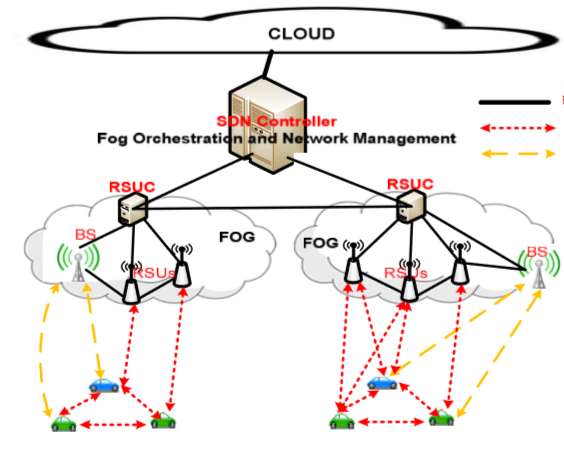 CLOUD
SDN Controller
Fog Orchestration and Network Management
RSUC
RSUC
BS
FOG
FOG
BS
RSUs
RSUs